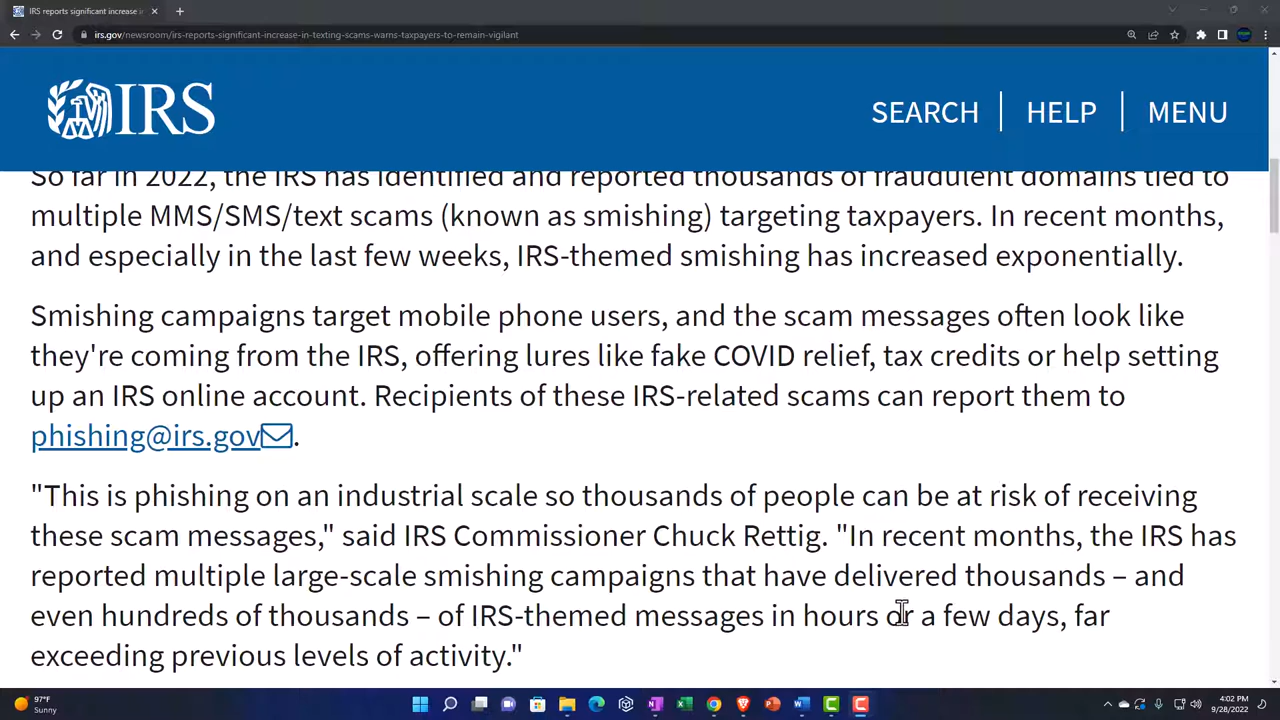 IRS reports significant increase i
irs.gov/newsroom/irs-reports-significant-increase-in-texting-scams-warns-taxpayers-to-remain-vigilant
IRS
SEARCH
HELP
MENU
So far in 2022, the IRS has identified and reported thousands of fraudulent domains tied to
multiple MMS/SMS/text scams (known as smishing) targeting taxpayers. In recent months,
and especially in the last few weeks, IRS-themed smishing has increased exponentially.
Smishing campaigns target mobile phone users, and the scam messages often look like
they're coming from the IRS, offering lures like fake COVID relief, tax credits or help setting
up an IRS online account. Recipients of these IRS-related scams can report them to
phishing@irs.gov.
"This is phishing on an industrial scale so thousands of people can be at risk of receiving
these scam messages," said IRS Commissioner Chuck Rettig. "In recent months, the IRS has
reported multiple large-scale smishing campaigns that have delivered thousands – and
even hundreds of thousands – of IRS-themed messages in hours or a few days, far
exceeding previous levels of activity."
97°F
Sunny
4:02 PM
9/28/2022